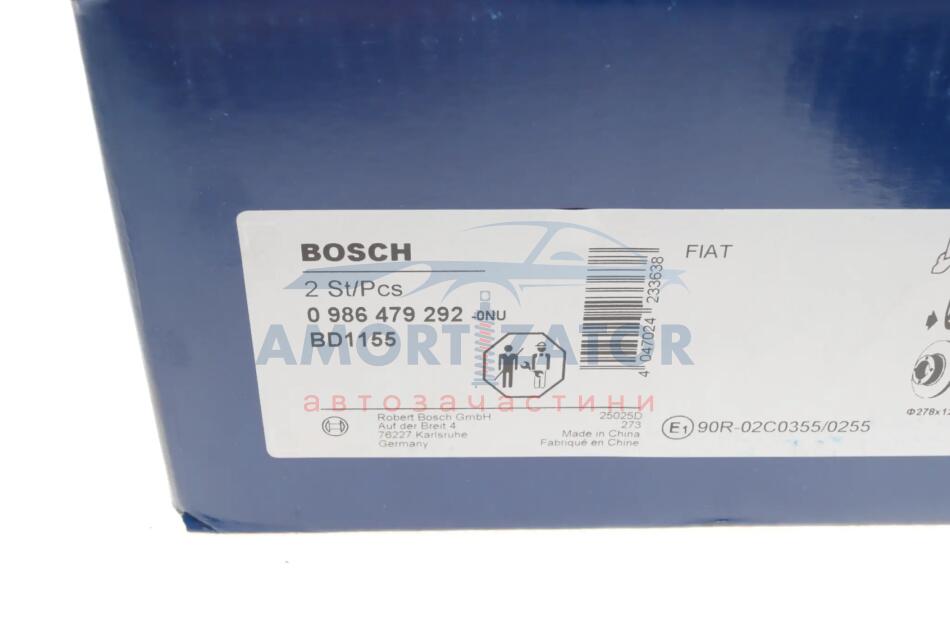 BOSCH
2 St/Pcs
0 986 479 292 -0NU
BD1155
4 047024 233638
FIAT
AMORTIZATOR
автозапчастини
Robert Bosch GmbH
Auf der Breit 4
76227 Karlsruhe
Germany
25025D
273
Made in China
Fabriqué en Chine
E1 90R-02C0355/0255